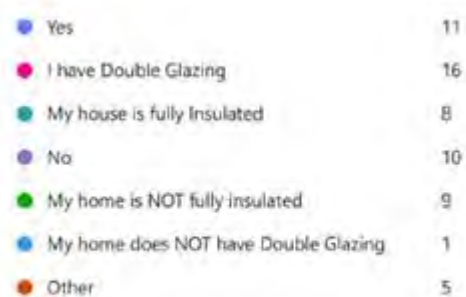 Yes 11
I have Double Glazing 16
My house is fully Insulated 8
No 10
My home is NOT fully insulated 9
My home does NOT have Double Glazing 1
Other 5